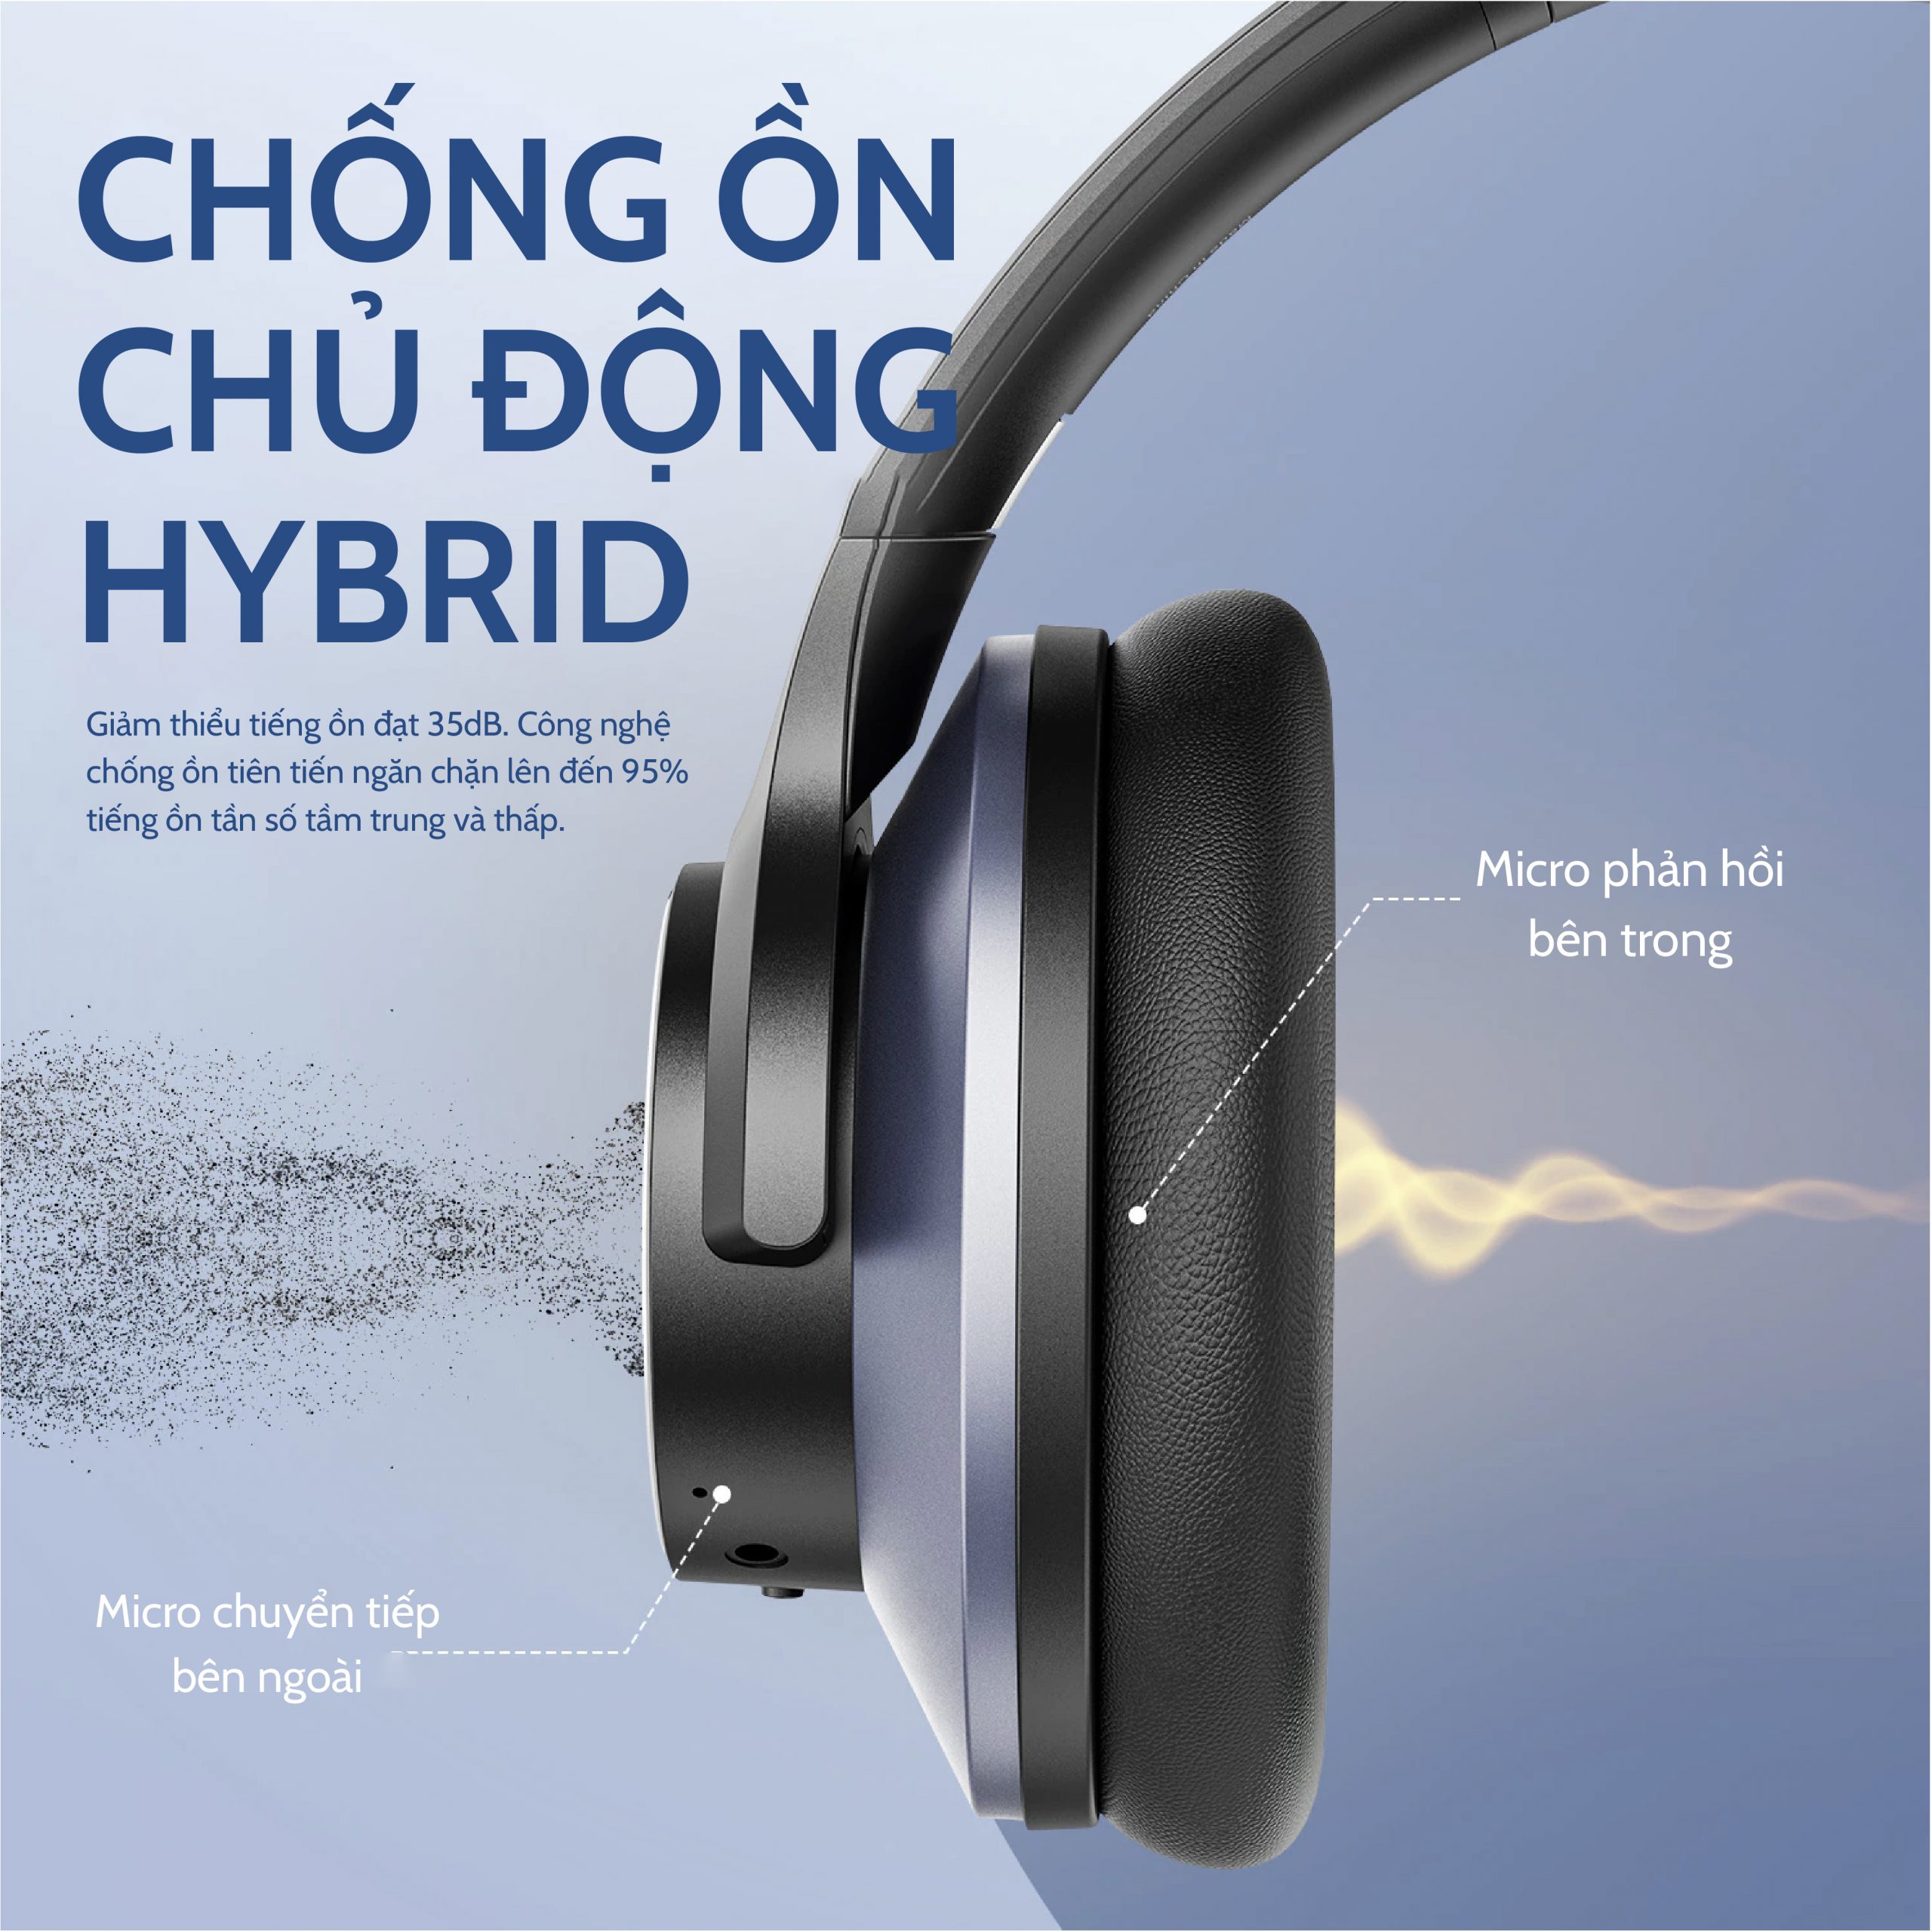 CHỐNG ỒN
CHỦ ĐỘNG
HYBRID
Giảm thiểu tiếng ồn đạt 35dB. Công nghệ
chống ồn tiên tiến ngăn chặn lên đến 95%
tiếng ồn tần số tầm trung và thấp.
Micro phản hồi
bên trong
Micro chuyển tiếp
bên ngoài